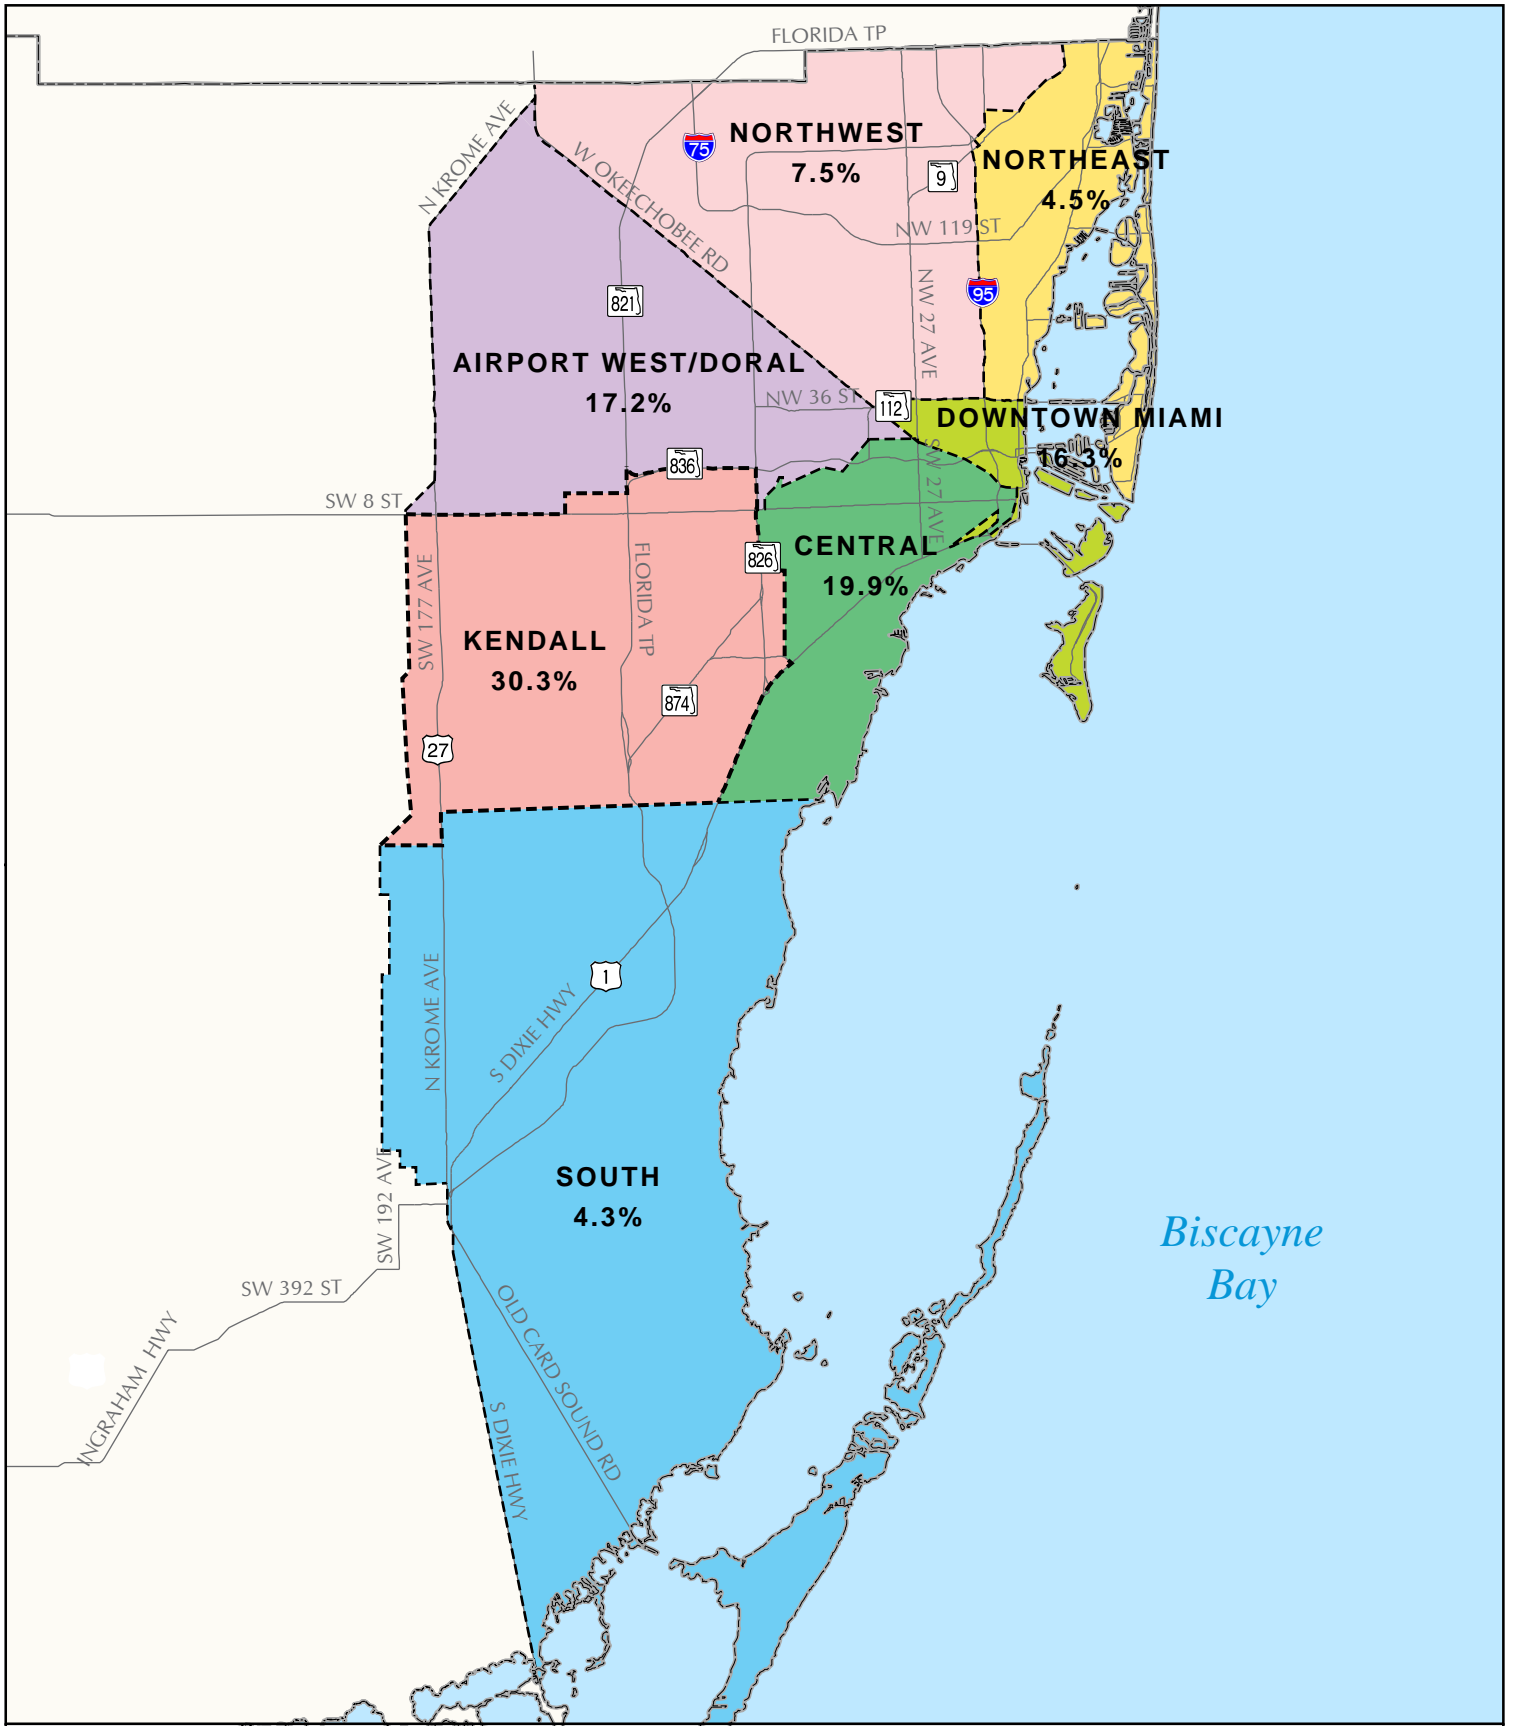 FLORIDA TP
N KROME AVE
W OKEECHOBEE RD
75
NORTHWEST
7.5%
9
NORTHEAST
4.5%
NW 119 ST
821
NW 27 AVE
95
AIRPORT WEST/DORAL
17.2%
NW 36 ST
112
DOWNTOWN MIAMI
16.3%
836
SW 27 AVE
SW 8 ST
SW 177 AVE
FLORIDA TP
826
CENTRAL
19.9%
KENDALL
30.3%
874
27
N KROME AVE
S DIXIE HWY
1
SOUTH
4.3%
SW 192 AVE
SW 392 ST
INGRAHAM HWY
OLD CARD SOUND RD
S DIXIE HWY
Biscayne
Bay